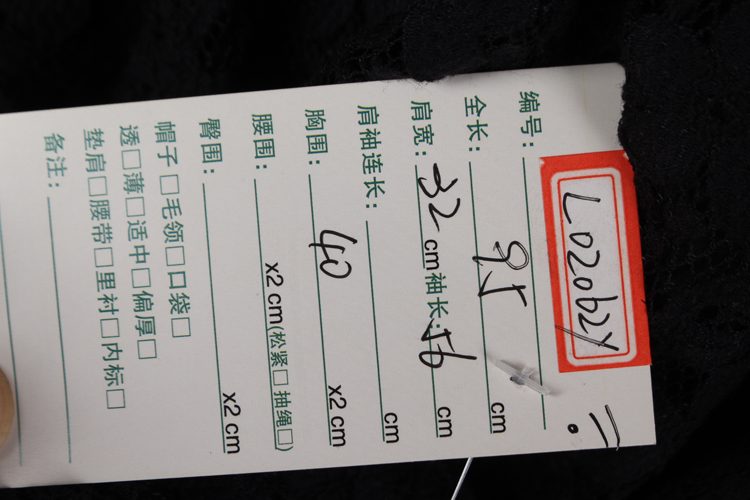 编号: L020b2Y 二.
全长: 95 cm
肩宽: 32 cm 袖长: 56 cm
肩袖连长: cm
胸围: 40 x2 cm
腰围: x2 cm (松紧□ 抽绳□)
臀围: x2 cm
帽子□ 毛领□ 口袋□
透□ 薄□ 适中□ 偏厚□
垫肩□ 腰带□ 里衬□ 内标□
备注: